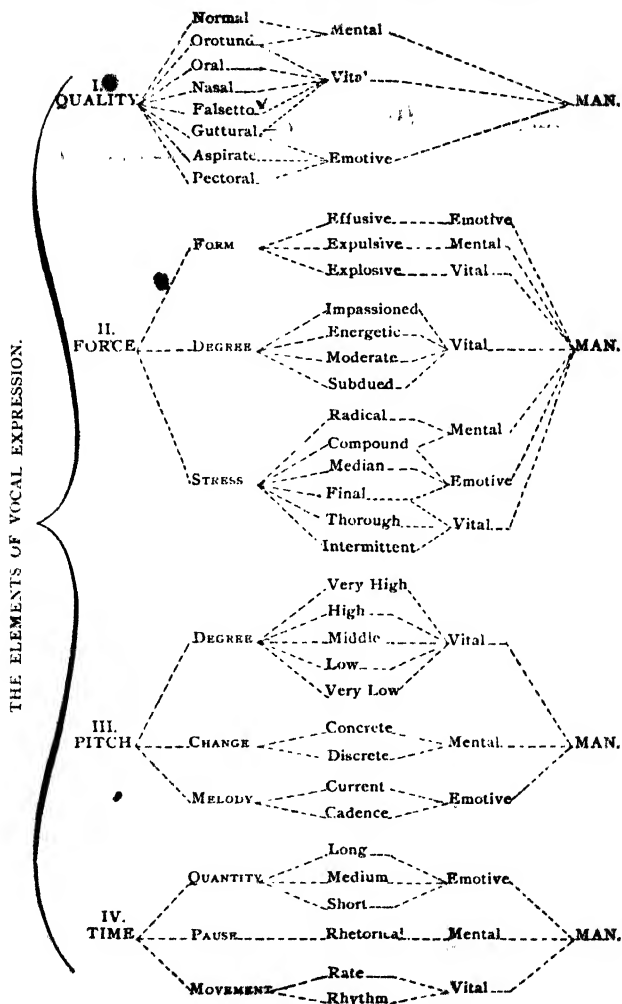 THE ELEMENTS OF VOCAL EXPRESSION.
I.
QUALITY
Normal
Orotund
Oral
Nasal
Falsetto
Guttural
Aspirate
Pectoral
Mental
Vital
Emotive
MAN.
II.
FORCE
FORM
Effusive Emotive
Expulsive Mental
Explosive Vital
DEGREE
Impassioned
Energetic
Moderate
Subdued
Vital
MAN.
STRESS
Radical
Compound
Median
Final
Thorough
Intermittent
Mental
Emotive
Vital
III.
PITCH
DEGREE
Very High
High
Middle
Low
Very Low
Vital
CHANGE
Concrete
Discrete
Mental
MAN.
MELODY
Current
Cadence
Emotive
IV.
TIME
QUANTITY
Long
Medium
Short
Emotive
PAUSE Rhetorical Mental MAN.
MOVEMENT
Rate
Rhythm
Vital